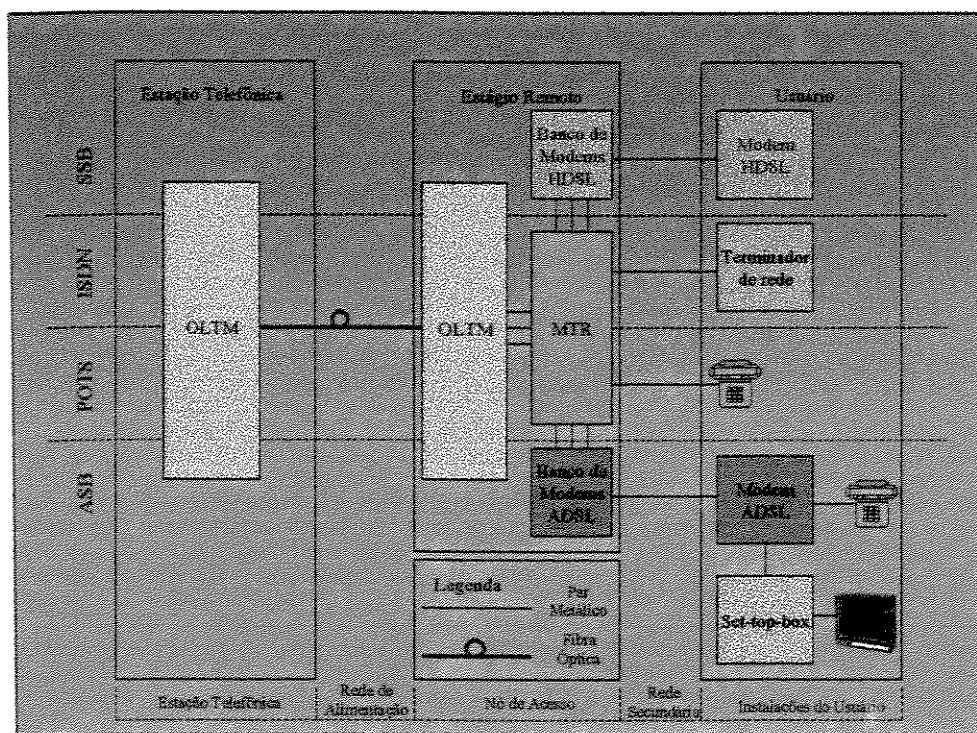 Estação Telefônica
Estágio Remoto
Usuário
SSB
Banco de
Modems
HDSL
Modem
HDSL
ISDN
Terminador
de rede
OLTM
OLTM
MTR
POTS
ASB
Banco de
Modems
ADSL
Modem
ADSL
Legenda
Par
Metálico
Fibra
Optica
Set-top-box
Estação Telefônica
Rede de
Alimentação
Nó de Acesso
Rede
Secundária
Instalações do Usuário